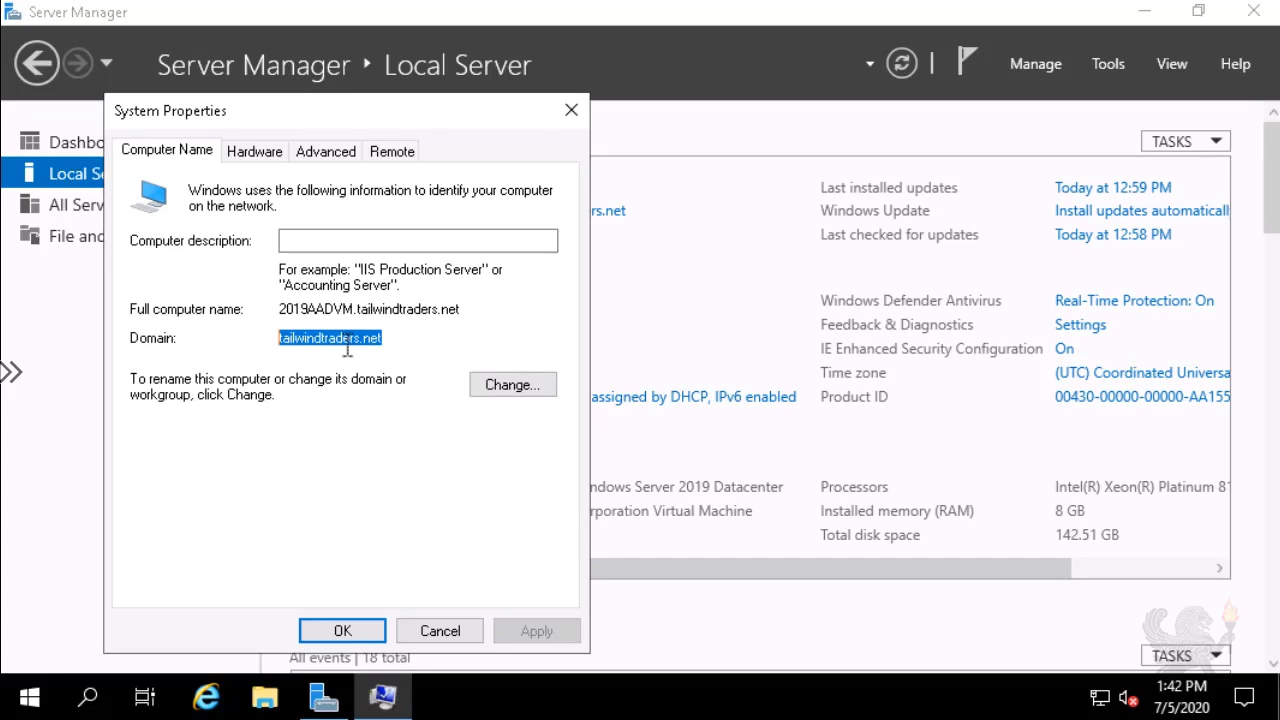 Server Manager
Server Manager
Local Server
Manage
Tools
View
Help
System Properties
Computer Name
Hardware
Advanced
Remote
Windows uses the following information to identify your computer
on the network.
Computer description:
For example: "IIS Production Server" or
"Accounting Server".
Full computer name:
2019AADVM.tailwindtraders.net
Domain:
tailwindtraders.net
To rename this computer or change its domain or
workgroup, click Change.
Change...
OK
Cancel
Apply
Dashbo
Local Se
All Serv
File and
TASKS
rs.net
Last installed updates
Today at 12:59 PM
Windows Update
Install updates automaticall
Last checked for updates
Today at 12:58 PM
Windows Defender Antivirus
Real-Time Protection: On
Feedback & Diagnostics
Settings
IE Enhanced Security Configuration
On
Time zone
(UTC) Coordinated Universa
assigned by DHCP, IPv6 enabled
Product ID
00430-00000-00000-AA155
ndows Server 2019 Datacenter
Processors
Intel(R) Xeon(R) Platinum 81
rporation Virtual Machine
Installed memory (RAM)
8 GB
Total disk space
142.51 GB
All events | 18 total
TASKS
1:42 PM
7/5/2020